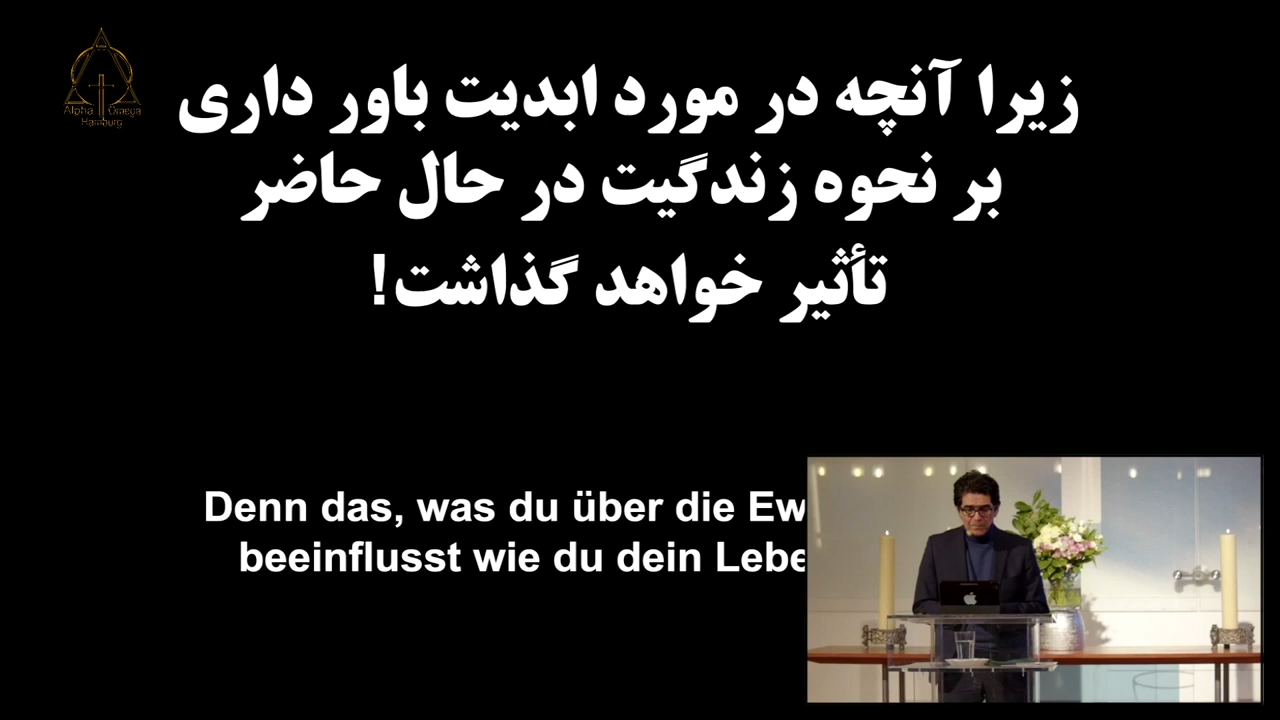 Alpha Omega
Hamburg
زیرا آنچه در مورد ابدیت باور داری
بر نحوه زندگیت در حال حاضر
تأثیر خواهد گذاشت!
Denn das, was du über die Ew
beeinflusst wie du dein Lebe